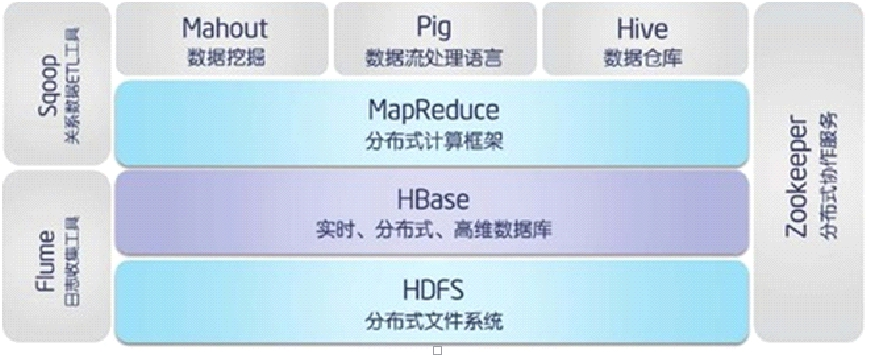 Sqoop
关系数据ETL工具
Mahout
数据挖掘
Pig
数据流处理语言
Hive
数据仓库
MapReduce
分布式计算框架
Flume
日志收集工具
HBase
实时、分布式、高维数据库
HDFS
分布式文件系统
Zookeeper
分布式协作服务